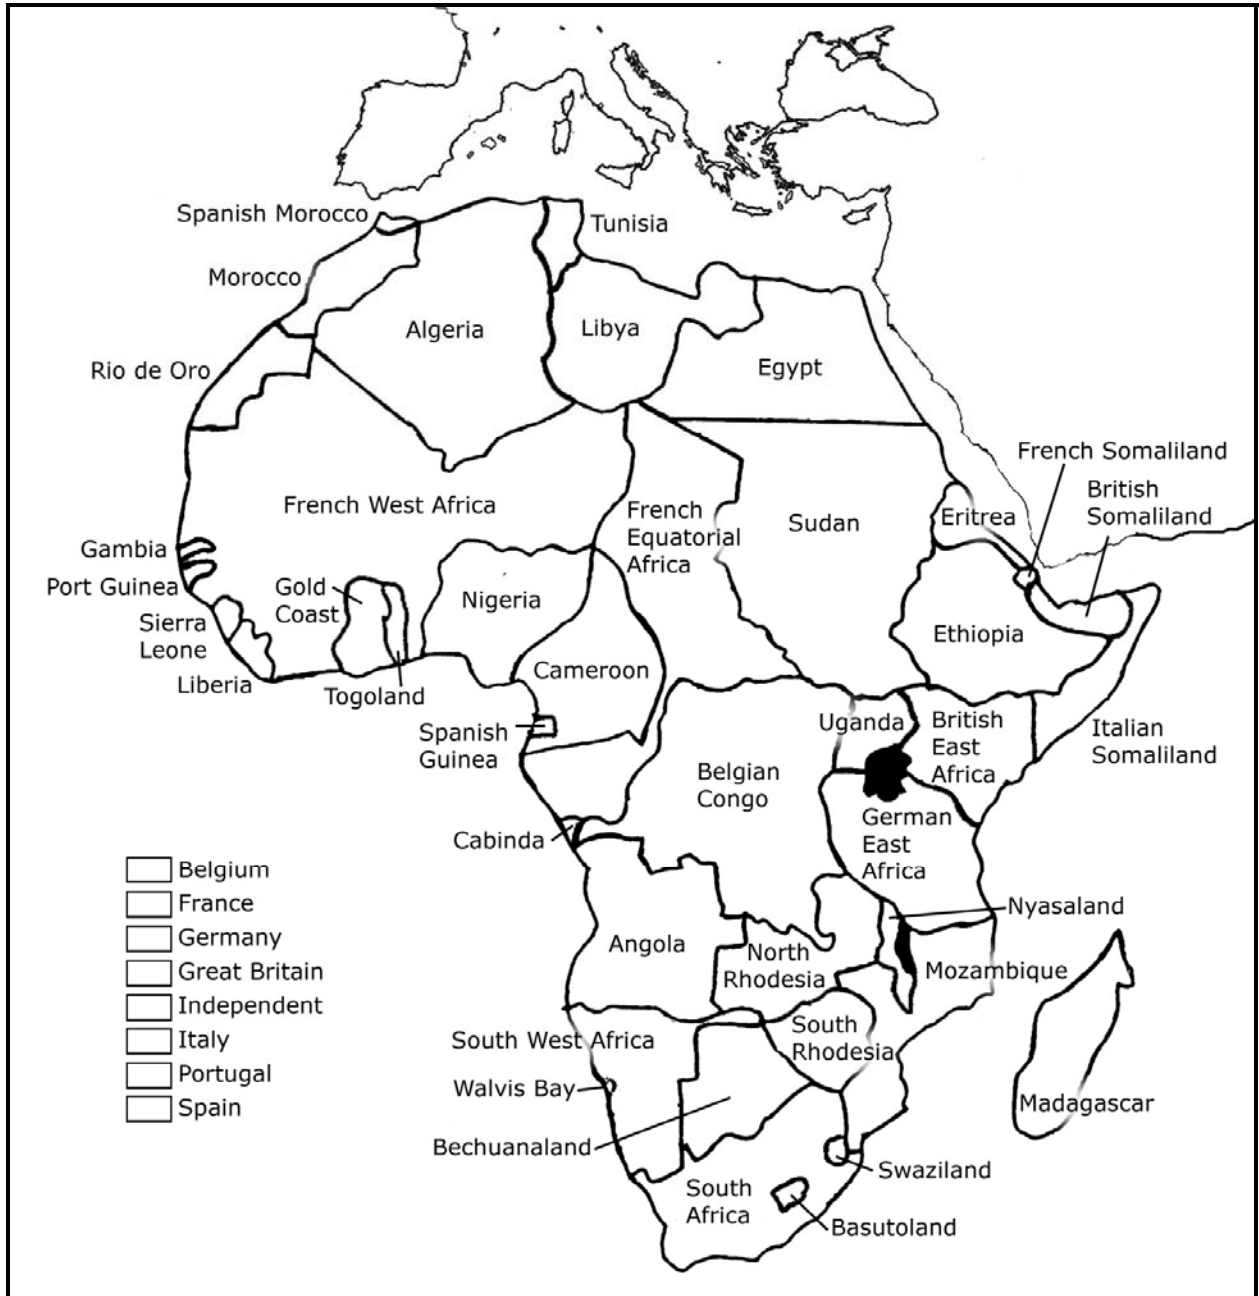 Spanish Morocco
Tunisia
Morocco
Algeria
Libya
Egypt
Rio de Oro
French Somaliland
British
Somaliland
French West Africa
French
Equatorial
Africa
Sudan
Eritrea
Gambia
Port Guinea
Gold
Coast
Nigeria
Sierra
Leone
Ethiopia
Liberia
Togoland
Cameroon
Spanish
Guinea
Uganda
British
East
Africa
Italian
Somaliland
Belgian
Congo
Cabinda
German
East
Africa
Belgium
France
Germany
Great Britain
Independent
Italy
Portugal
Spain
Nyasaland
Angola
North
Rhodesia
Mozambique
South West Africa
South
Rhodesia
Walvis Bay
Madagascar
Bechuanaland
Swaziland
South
Africa
Basutoland